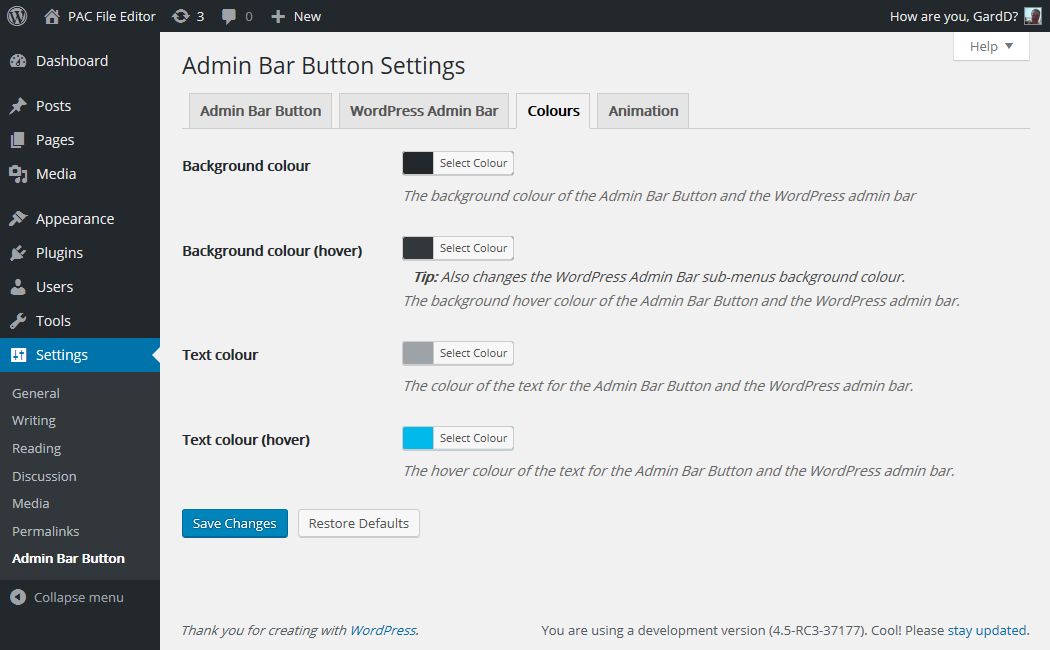 PAC File Editor 3 0 New How are you, GardD?
Help
Dashboard
Posts
Pages
Media
Appearance
Plugins
Users
Tools
Settings
General
Writing
Reading
Discussion
Media
Permalinks
Admin Bar Button
Collapse menu
Admin Bar Button Settings
Admin Bar Button WordPress Admin Bar Colours Animation
Background colour Select Colour
The background colour of the Admin Bar Button and the WordPress admin bar
Background colour (hover) Select Colour
Tip: Also changes the WordPress Admin Bar sub-menus background colour.
The background hover colour of the Admin Bar Button and the WordPress admin bar.
Text colour Select Colour
The colour of the text for the Admin Bar Button and the WordPress admin bar.
Text colour (hover) Select Colour
The hover colour of the text for the Admin Bar Button and the WordPress admin bar.
Save Changes Restore Defaults
Thank you for creating with WordPress. You are using a development version (4.5-RC3-37177). Cool! Please stay updated.